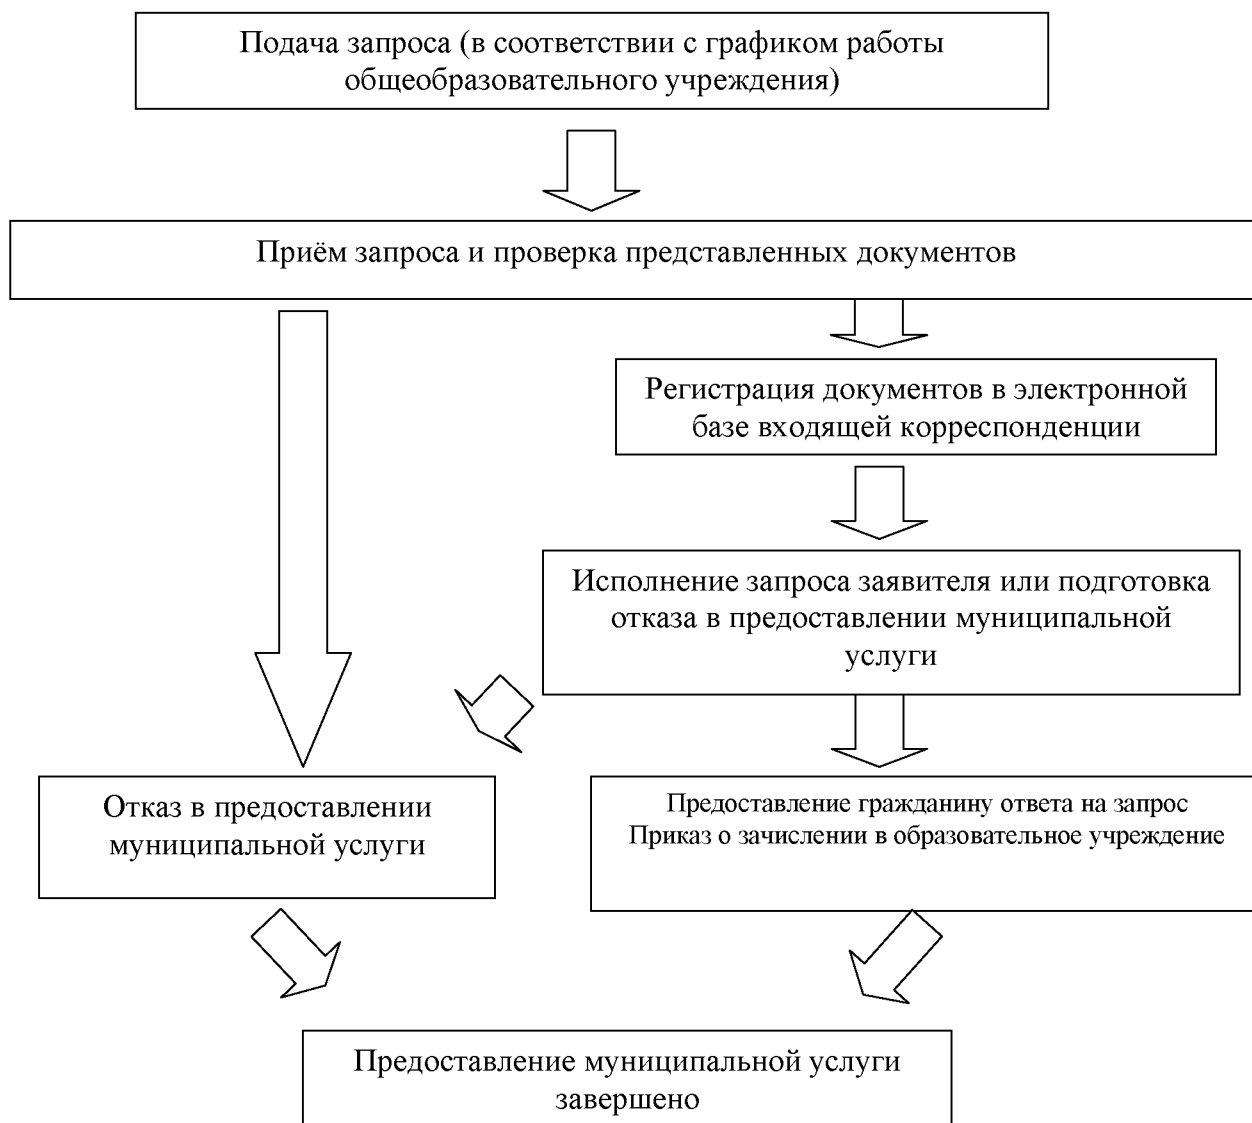 Подача запроса (в соответствии с графиком работы
общеобразовательного учреждения)
Приём запроса и проверка представленных документов
Регистрация документов в электронной
базе входящей корреспонденции
Исполнение запроса заявителя или подготовка
отказа в предоставлении муниципальной
услуги
Отказ в предоставлении
муниципальной услуги
Предоставление гражданину ответа на запрос
Приказ о зачислении в образовательное учреждение
Предоставление муниципальной услуги
завершено